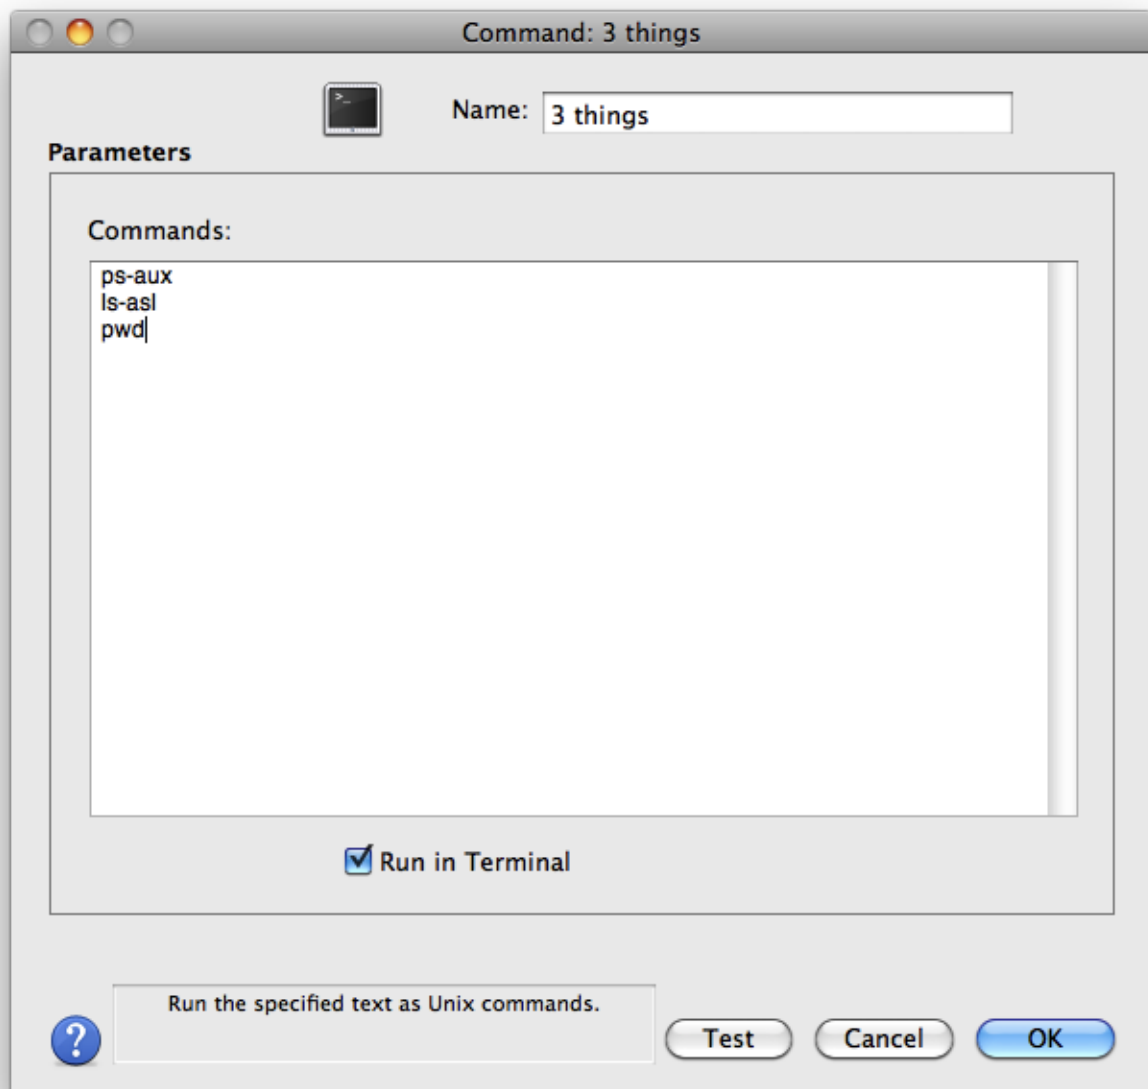 Command: 3 things
>_
Name: 3 things
Parameters
Commands:
ps-aux
ls-asl
pwd
Run in Terminal
Run the specified text as Unix commands.
?
Test Cancel OK